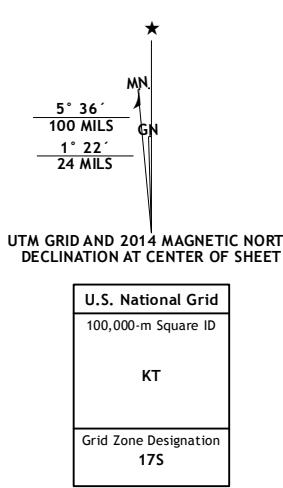 ★
MN.
5° 36´
100 MILS
GN
1° 22´
24 MILS
UTM GRID AND 2014 MAGNETIC NORT
DECLINATION AT CENTER OF SHEET
U.S. National Grid
100,000-m Square ID
KT
Grid Zone Designation
17S